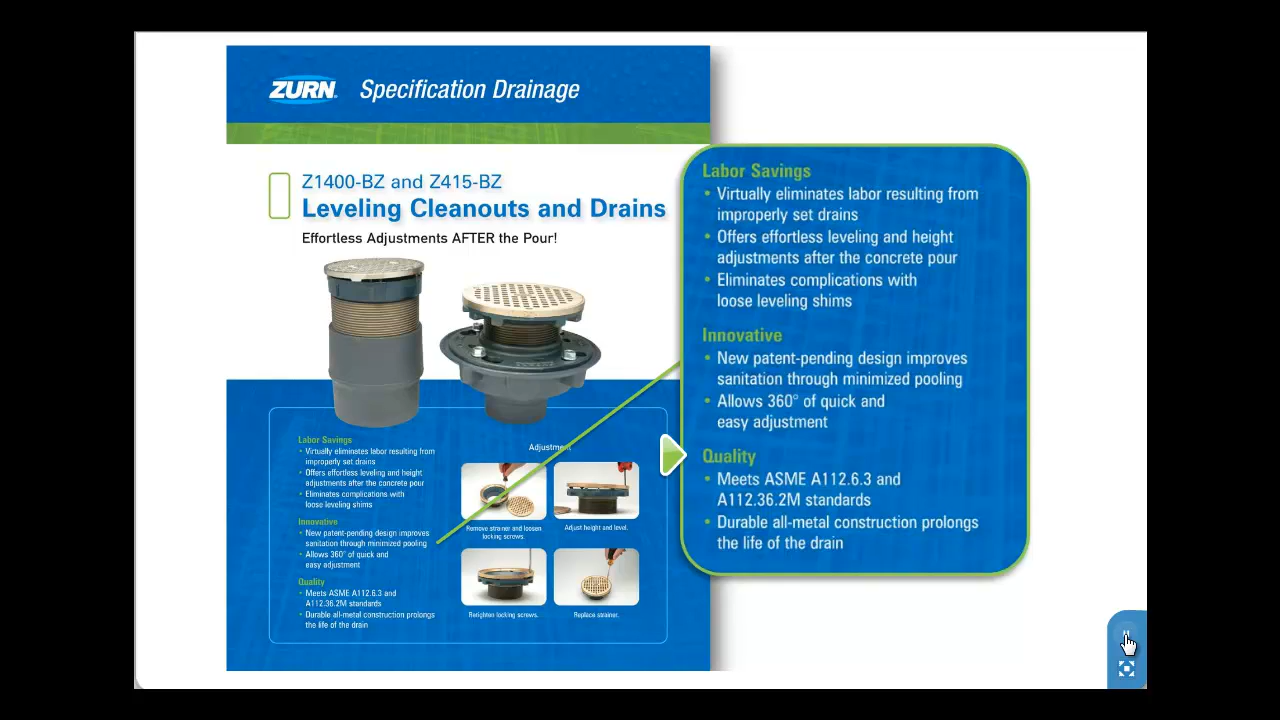 ZURN Specification Drainage
Z1400-BZ and Z415-BZ
Leveling Cleanouts and Drains
Effortless Adjustments AFTER the Pour!
Labor Savings
• Virtually eliminates labor resulting from
improperly set drains
• Offers effortless leveling and height
adjustments after the concrete pour
• Eliminates complications with
loose leveling shims
Innovative
• New patent-pending design improves
sanitation through minimized pooling
• Allows 360° of quick and
easy adjustment
Quality
• Meets ASME A112.6.3 and
A112.36.2M standards
• Durable all-metal construction prolongs
the life of the drain
Adjustment
Remove strainer and loosen
locking screws.
Adjust height and level.
Retighten locking screws.
Replace strainer.
Labor Savings
• Virtually eliminates labor resulting from
improperly set drains
• Offers effortless leveling and height
adjustments after the concrete pour
• Eliminates complications with
loose leveling shims
Innovative
• New patent-pending design improves
sanitation through minimized pooling
• Allows 360° of quick and
easy adjustment
Quality
• Meets ASME A112.6.3 and
A112.36.2M standards
• Durable all-metal construction prolongs
the life of the drain